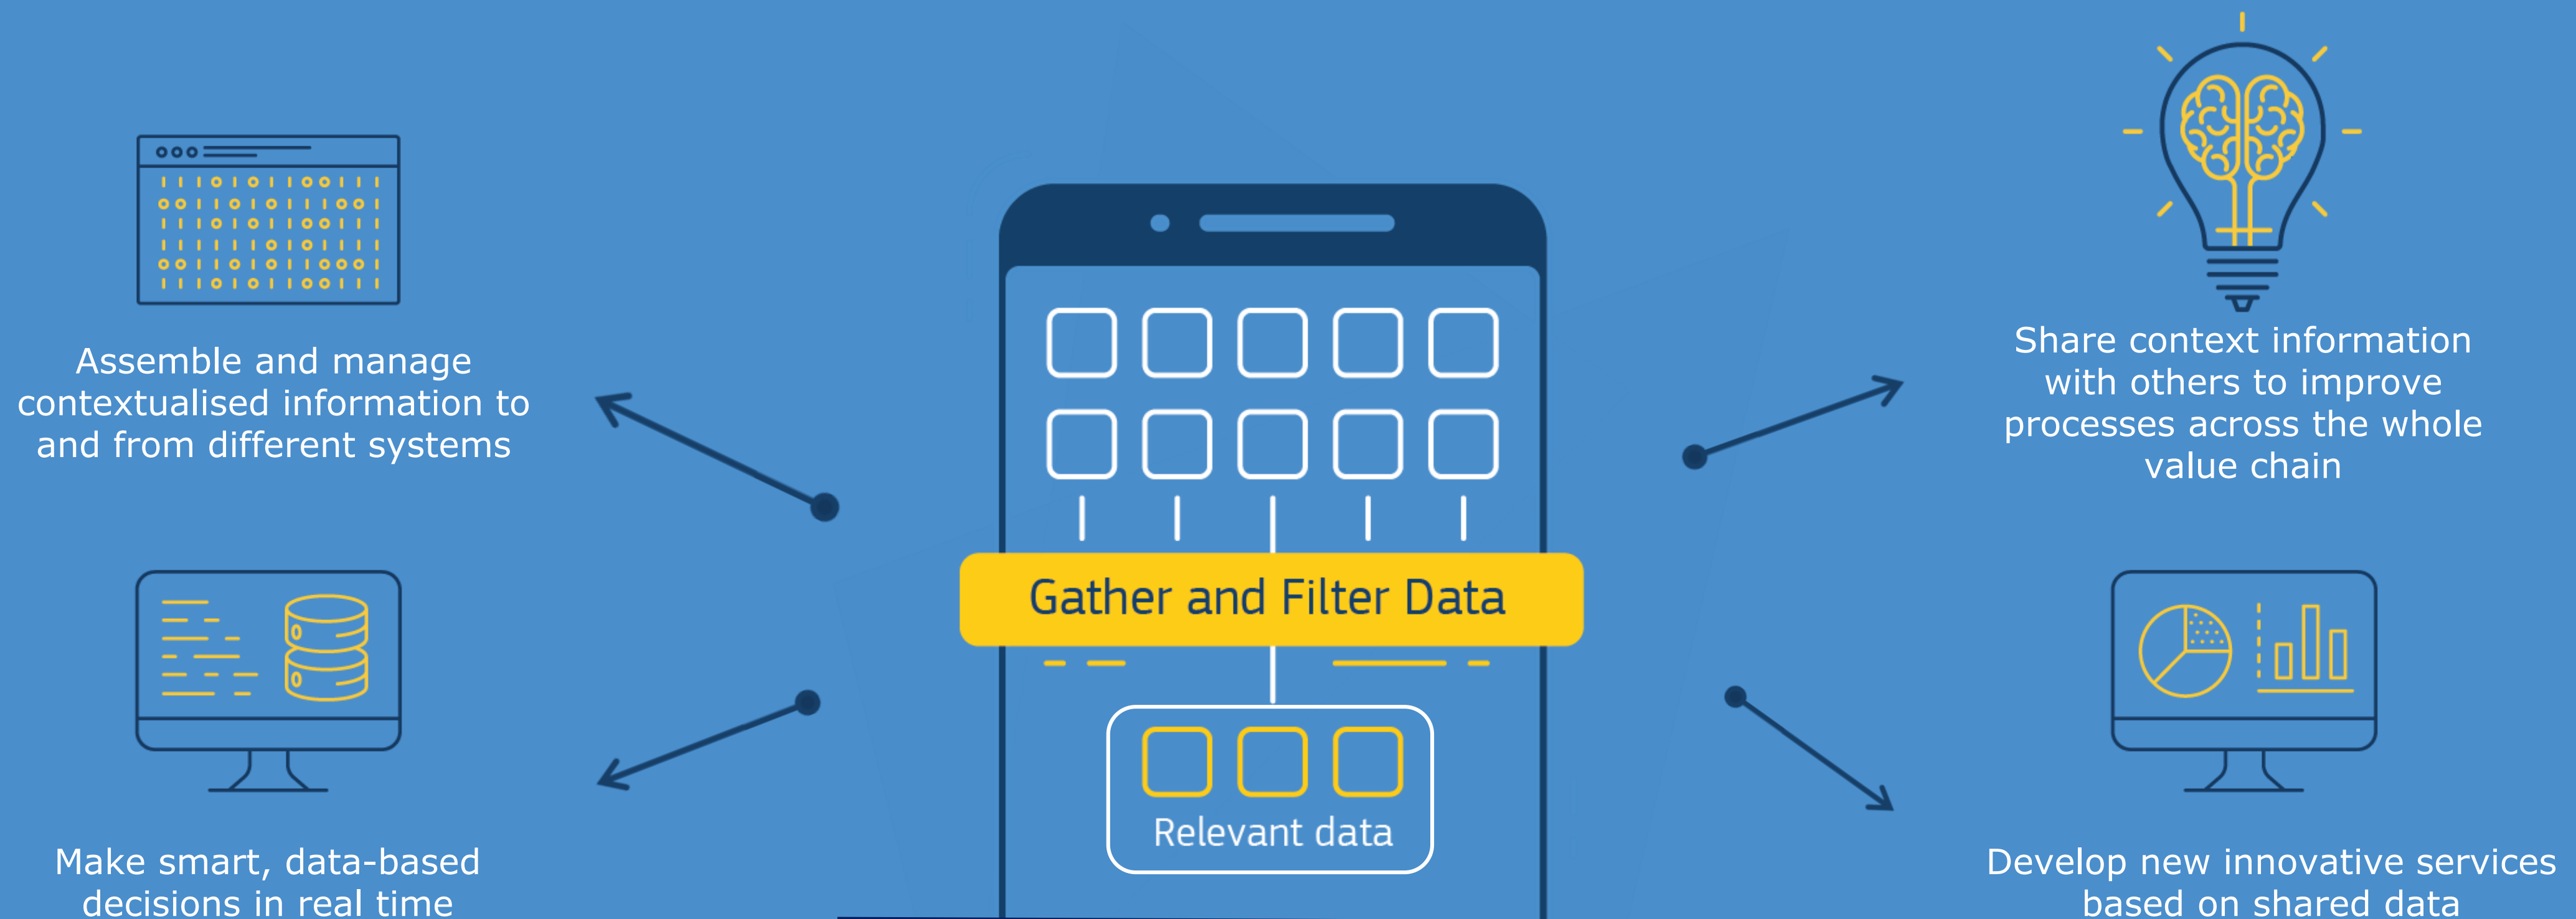 Assemble and manage
contextualised information to
and from different systems
Make smart, data-based
decisions in real time
Gather and Filter Data
Relevant data
Share context information
with others to improve
processes across the whole
value chain
Develop new innovative services
based on shared data